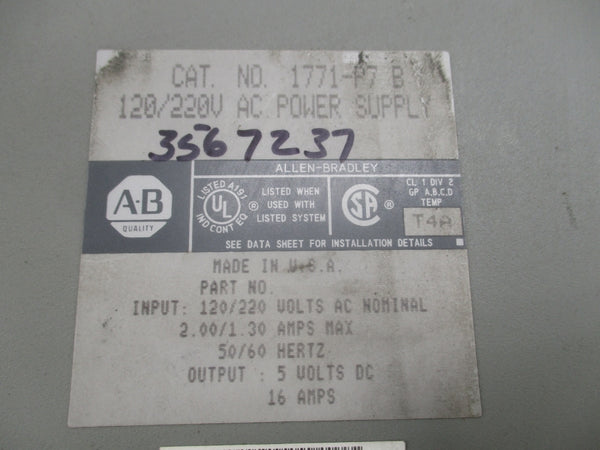 CAT. NO. 1771-P7 B
120/220V AC POWER SUPPLY
3567237
ALLEN-BRADLEY
A-B
QUALITY
LISTED A197
UL ®
IND CONT EQ
LISTED WHEN
USED WITH
LISTED SYSTEM
SA ®
CL 1 DIV 2
GP A,B,C,D
TEMP
T4A
SEE DATA SHEET FOR INSTALLATION DETAILS
MADE IN U.S.A.
PART NO.
INPUT: 120/220 VOLTS AC NOMINAL
2.00/1.30 AMPS MAX
50/60 HERTZ
OUTPUT : 5 VOLTS DC
16 AMPS